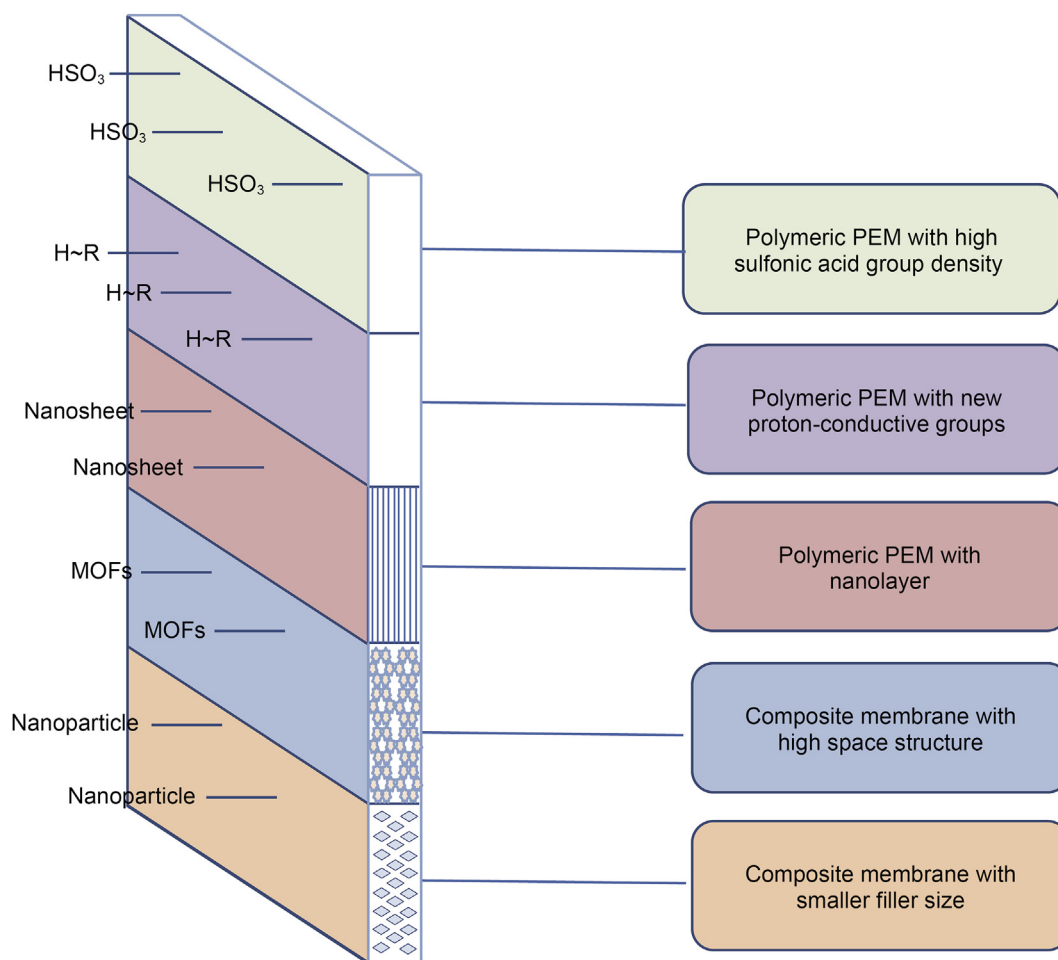 HSO₃
HSO₃
HSO₃
H~R
H~R
H~R
Nanosheet
Nanosheet
MOFs
MOFs
Nanoparticle
Nanoparticle
Polymeric PEM with high
sulfonic acid group density
Polymeric PEM with new
proton-conductive groups
Polymeric PEM with
nanolayer
Composite membrane with
high space structure
Composite membrane with
smaller filler size